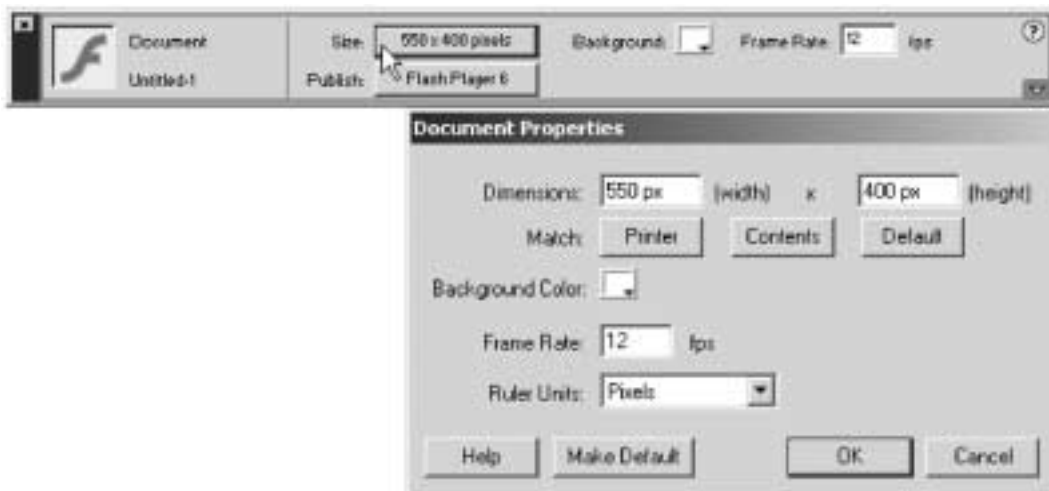 Document Size: 550 x 400 pixels Background: Frame Rate: 12 fps ?
Untitled-1 Publish: Flash Player 6
Document Properties
Dimensions: 550 px (width) x 400 px (height)
Match: Printer Contents Default
Background Color:
Frame Rate: 12 fps
Ruler Units: Pixels
Help Make Default OK Cancel